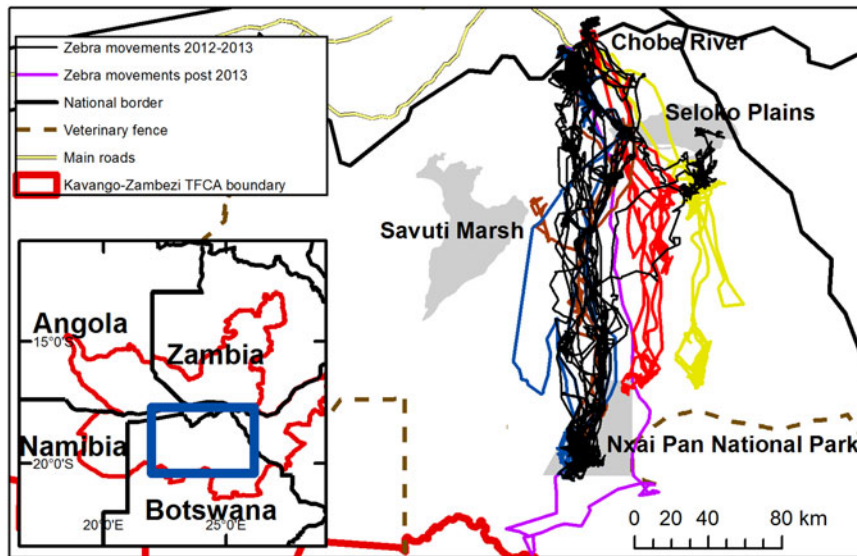 Zebra movements 2012-2013
Zebra movements post 2013
National border
Veterinary fence
Main roads
Kavango-Zambezi TFCA boundary
Chobe River
Seloko Plains
Savuti Marsh
Nxai Pan National Park
Angola
Zambia
Namibia
Botswana
15°0'S
20°0'S
20°0'E
25°0'E
0 20 40 80 km